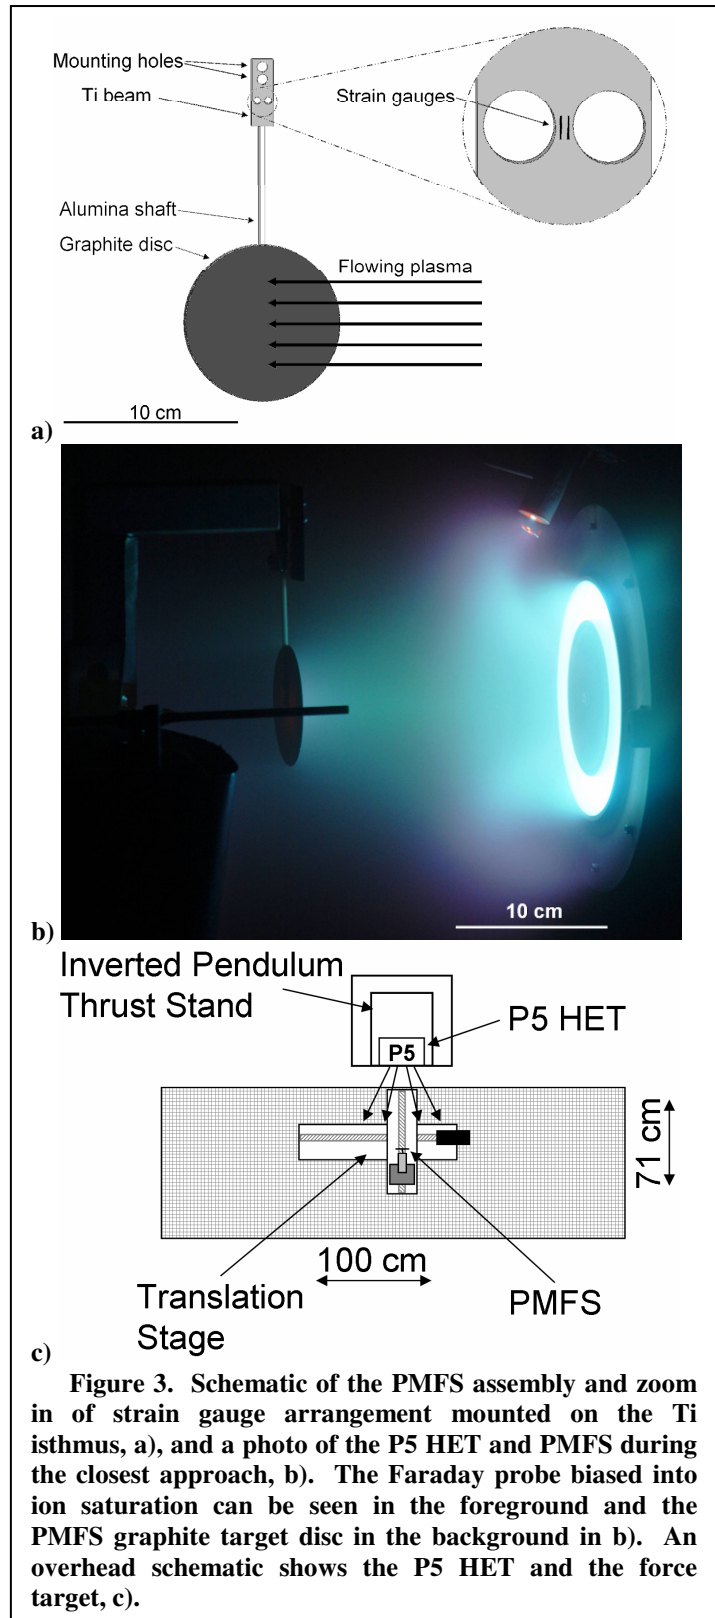 Mounting holes
Ti beam
Strain gauges
Alumina shaft
Graphite disc
Flowing plasma
10 cm
a)
10 cm
b)
Inverted Pendulum
Thrust Stand
P5 HET
P5
71 cm
100 cm
Translation
Stage
PMFS
c)
Figure 3. Schematic of the PMFS assembly and zoom
in of strain gauge arrangement mounted on the Ti
isthmus, a), and a photo of the P5 HET and PMFS during
the closest approach, b). The Faraday probe biased into
ion saturation can be seen in the foreground and the
PMFS graphite target disc in the background in b). An
overhead schematic shows the P5 HET and the force
target, c).